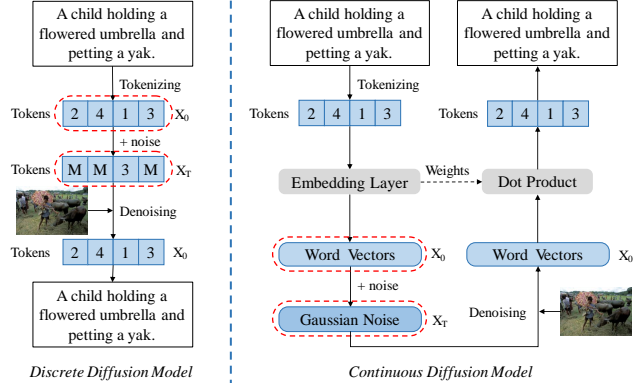 A child holding a
flowered umbrella and
petting a yak.
Tokenizing
Tokens 2 4 1 3 X0
+ noise
Tokens M M 3 M XT
Denoising
Tokens 2 4 1 3 X0
A child holding a
flowered umbrella and
petting a yak.
Discrete Diffusion Model
A child holding a
flowered umbrella and
petting a yak.
Tokenizing
Tokens 2 4 1 3
Embedding Layer
Weights
Word Vectors X0
+ noise
Gaussian Noise XT
A child holding a
flowered umbrella and
petting a yak.
Tokens 2 4 1 3
Dot Product
Word Vectors X0
Denoising
Continuous Diffusion Model